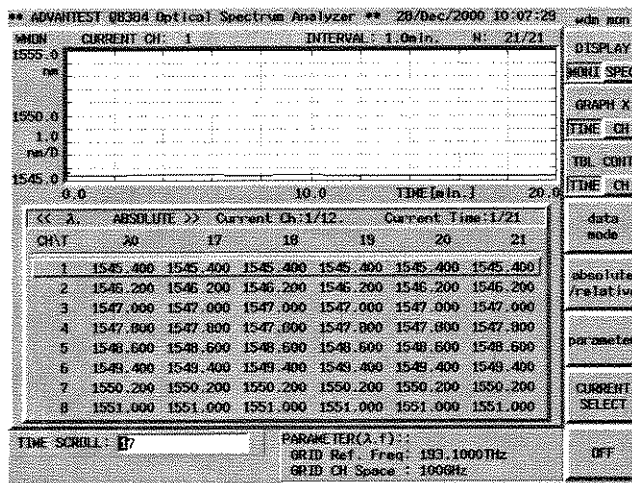 ** ADVANTEST Q8384 Optical Spectrum Analyzer ** 28/Dec/2000 10:07:29
WMON CURRENT CH: 1 INTERVAL: 1.0min. N: 21/21
1555.0
nm
1550.0
1.0
nm/D
1545.0
0.0 10.0 TIME[min.] 20.0
<< λ, ABSOLUTE >> Current Ch:1/12. Current Time:1/21
CH\T λ0 17 18 19 20 21
1 1545.400 1545.400 1545.400 1545.400 1545.400 1545.400
2 1546.200 1546.200 1546.200 1546.200 1546.200 1546.200
3 1547.000 1547.000 1547.000 1547.000 1547.000 1547.000
4 1547.800 1547.800 1547.800 1547.800 1547.800 1547.800
5 1548.600 1548.600 1548.600 1548.600 1548.600 1548.600
6 1549.400 1549.400 1549.400 1549.400 1549.400 1549.400
7 1550.200 1550.200 1550.200 1550.200 1550.200 1550.200
8 1551.000 1551.000 1551.000 1551.000 1551.000 1551.000
TIME SCROLL: 17
PARAMETER(λ,f)::
GRID Ref. Freq: 193.1000THz
GRID CH Space : 100GHz
wdm mon
DISPLAY
MONI SPEC
GRAPH X
TIME CH
TBL CONT
TIME CH
data
mode
absolute
/relative
parameter
CURRENT
SELECT
OFF